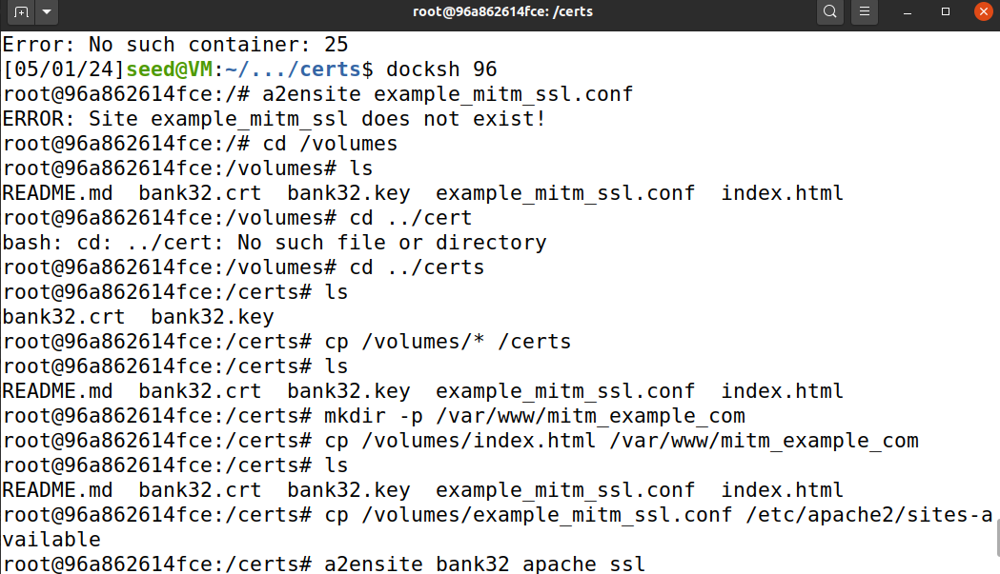 root@96a862614fce: /certs
Error: No such container: 25
[05/01/24]seed@VM:~/.../certs$ docksh 96
root@96a862614fce:/# a2ensite example_mitm_ssl.conf
ERROR: Site example_mitm_ssl does not exist!
root@96a862614fce:/# cd /volumes
root@96a862614fce:/volumes# ls
README.md  bank32.crt  bank32.key  example_mitm_ssl.conf  index.html
root@96a862614fce:/volumes# cd ../cert
bash: cd: ../cert: No such file or directory
root@96a862614fce:/volumes# cd ../certs
root@96a862614fce:/certs# ls
bank32.crt  bank32.key
root@96a862614fce:/certs# cp /volumes/* /certs
root@96a862614fce:/certs# ls
README.md  bank32.crt  bank32.key  example_mitm_ssl.conf  index.html
root@96a862614fce:/certs# mkdir -p /var/www/mitm_example_com
root@96a862614fce:/certs# cp /volumes/index.html /var/www/mitm_example_com
root@96a862614fce:/certs# ls
README.md  bank32.crt  bank32.key  example_mitm_ssl.conf  index.html
root@96a862614fce:/certs# cp /volumes/example_mitm_ssl.conf /etc/apache2/sites-a
vailable
root@96a862614fce:/certs# a2ensite bank32_apache_ssl